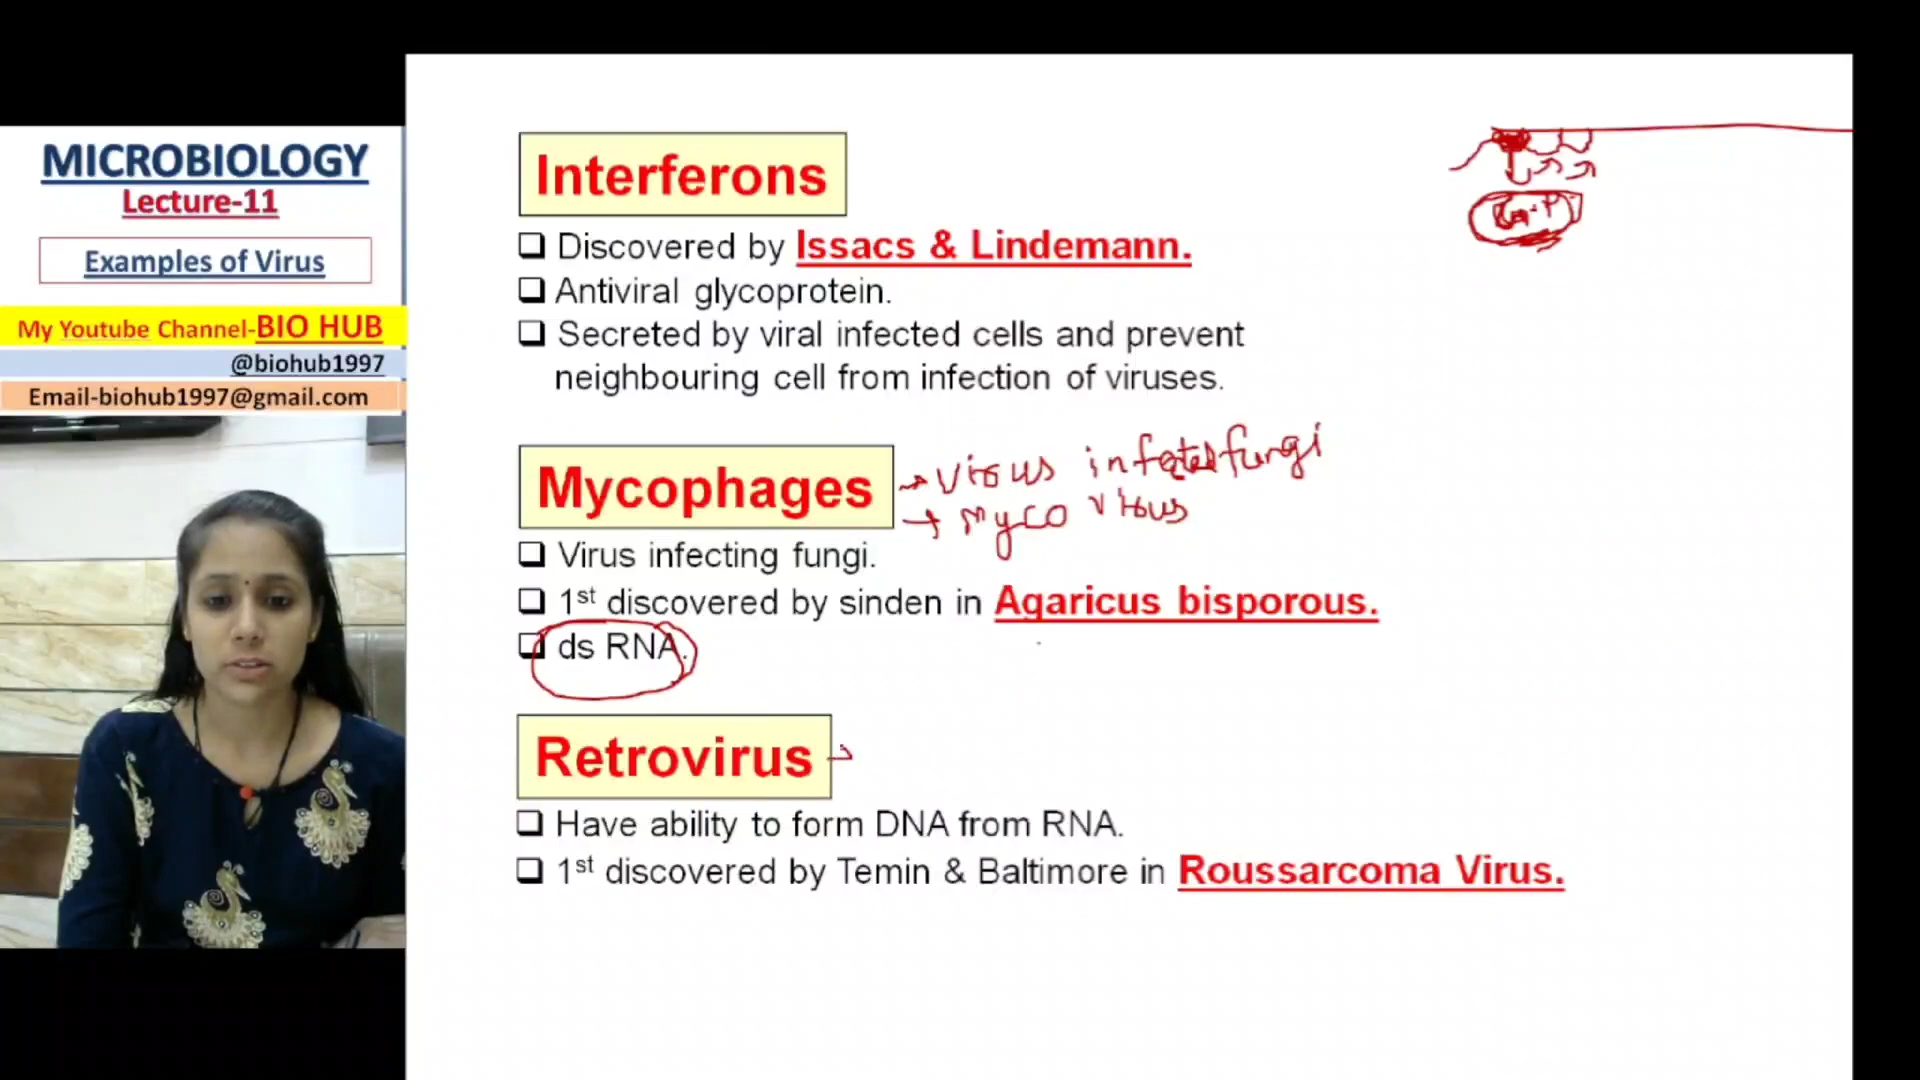 MICROBIOLOGY
Lecture-11
Examples of Virus
My Youtube Channel-BIO HUB
@biohub1997
Email-biohub1997@gmail.com
Interferons
❑ Discovered by Issacs & Lindemann.
❑ Antiviral glycoprotein.
❑ Secreted by viral infected cells and prevent
neighbouring cell from infection of viruses.
Mycophages
→ virus infected fungi
→ Myco virus
❑ Virus infecting fungi.
❑ 1st discovered by sinden in Agaricus bisporous.
❑ ds RNA.
Retrovirus
❑ Have ability to form DNA from RNA.
❑ 1st discovered by Temin & Baltimore in Roussarcoma Virus.